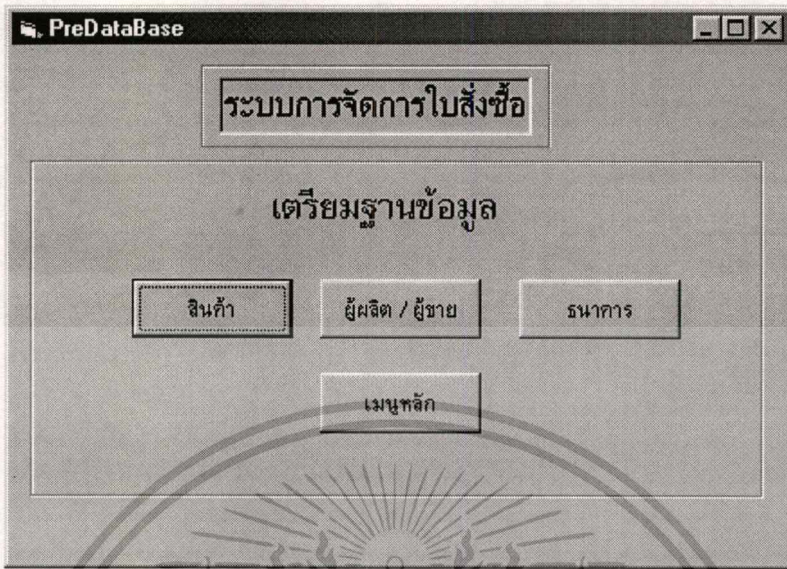 PreDataBase
ระบบการจัดการใบสั่งซื้อ
เตรียมฐานข้อมูล
สินค้า
ผู้ผลิต / ผู้ขาย
ธนาคาร
เมนูหลัก